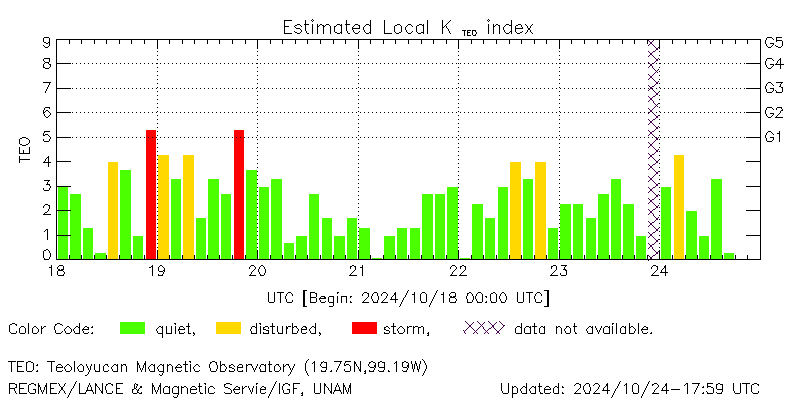 Estimated Local K TEO index
9 G5
8 G4
7 G3
6 G2
5 G1
4
3
2
1
0
TEO
18 19 20 21 22 23 24
UTC [Begin: 2024/10/18 00:00 UTC]
Color Code: quiet, disturbed, storm, data not available.
TEO: Teoloyucan Magnetic Observatory (19.75N,99.19W)
REGMEX/LANCE & Magnetic Servie/IGF, UNAM Updated: 2024/10/24-17:59 UTC